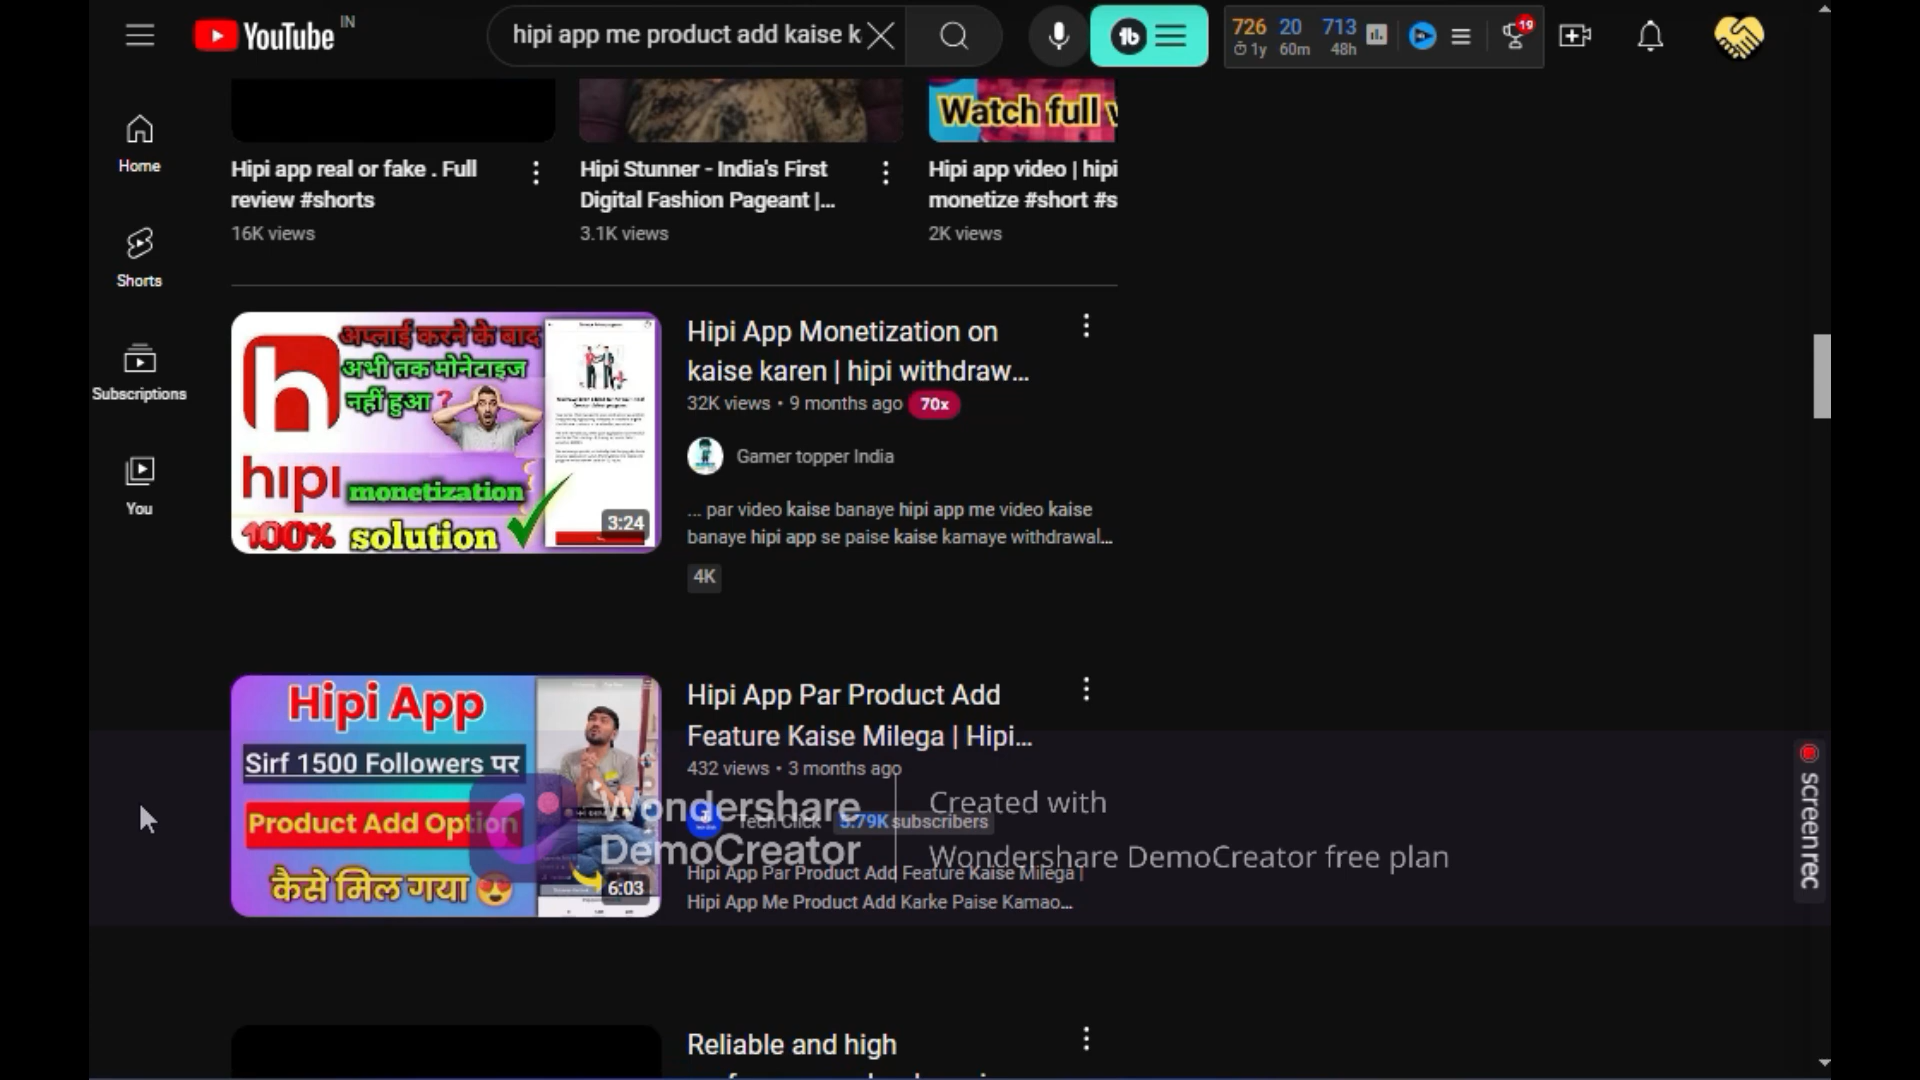 YouTube IN
hipi app me product add kaise k
726 20 713
1y 60m 48h
19
Home
Shorts
Subscriptions
You
Watch full v
Hipi app real or fake . Full
review #shorts
16K views
Hipi Stunner - India's First
Digital Fashion Pageant |...
3.1K views
Hipi app video | hipi
monetize #short #s
2K views
अप्लाई करने के बाद
अभी तक मोनेटाइज
नहीं हुआ ?
h
hipi monetization
100% solution
3:24
Hipi App Monetization on
kaise karen | hipi withdraw...
32K views • 9 months ago 70x
Gamer topper India
... par video kaise banaye hipi app me video kaise
banaye hipi app se paise kaise kamaye withdrawal...
4K
Hipi App
Sirf 1500 Followers पर
Product Add Option
कैसे मिल गया
6:03
Hipi App Par Product Add
Feature Kaise Milega | Hipi...
432 views • 3 months ago
Tech Click 5.79K subscribers
Hipi App Par Product Add Feature Kaise Milega |
Hipi App Me Product Add Karke Paise Kamao...
Wondershare
DemoCreator
Created with
Wondershare DemoCreator free plan
screenrec
Reliable and high